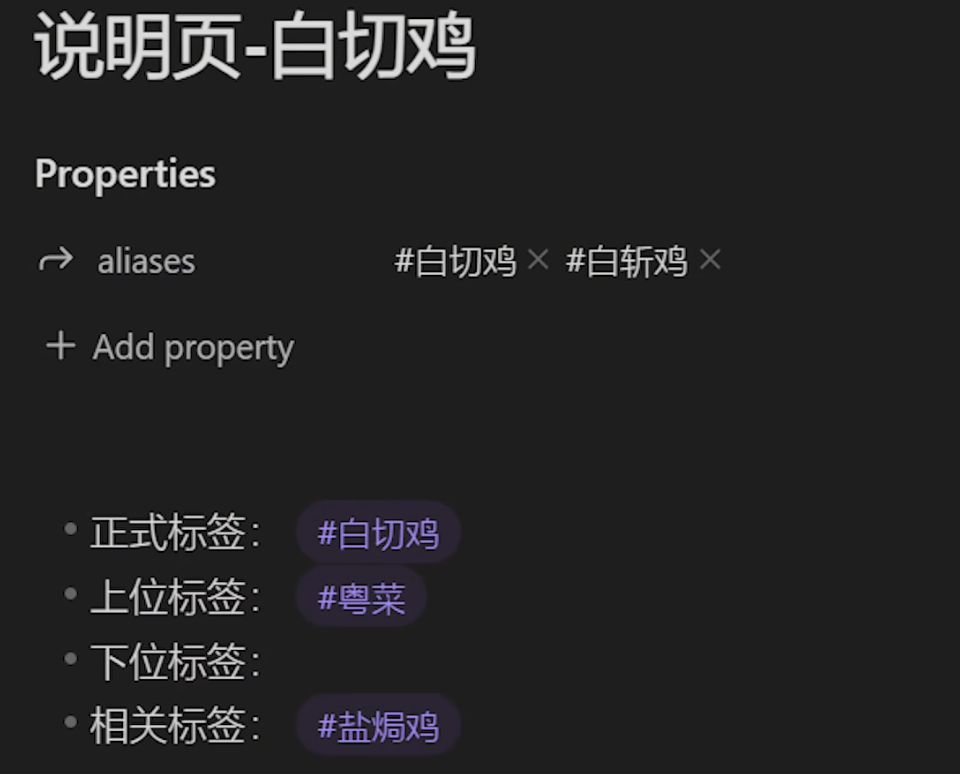 说明页-白切鸡
Properties
aliases #白切鸡 × #白斩鸡 ×
+ Add property
• 正式标签： #白切鸡
• 上位标签： #粤菜
• 下位标签：
• 相关标签： #盐焗鸡